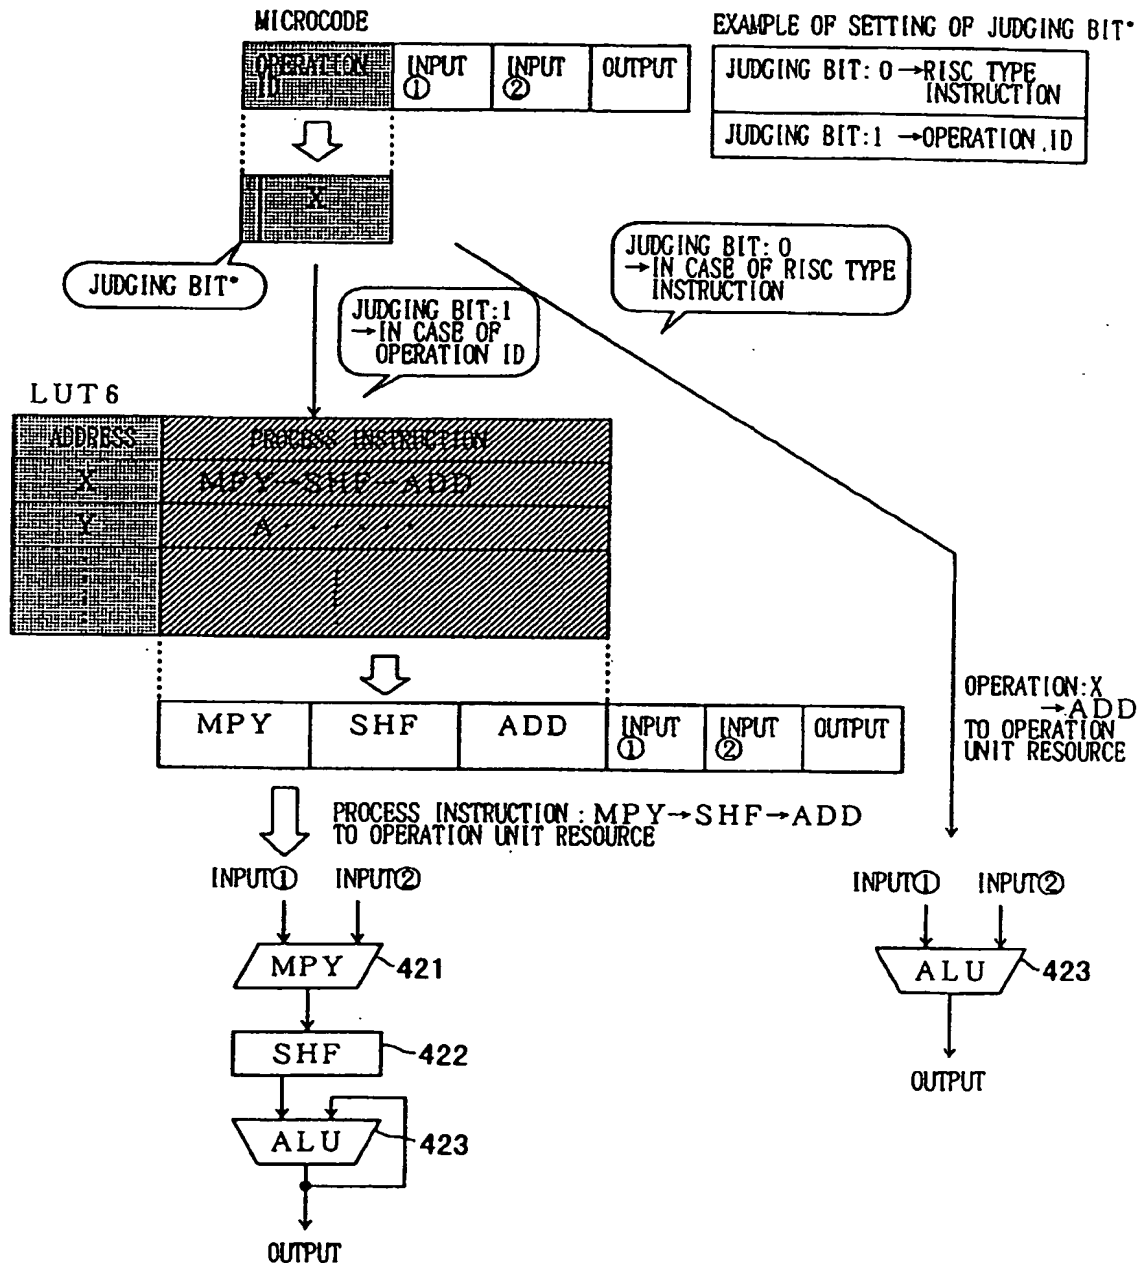 MICROCODE
OPERATION
ID
INPUT
①
INPUT
②
OUTPUT
EXAMPLE OF SETTING OF JUDGING BIT*
JUDGING BIT: 0 →RISC TYPE
INSTRUCTION
JUDGING BIT:1 →OPERATION ID
X
JUDGING BIT*
JUDGING BIT:1
→IN CASE OF
OPERATION ID
JUDGING BIT: 0
→IN CASE OF RISC TYPE
INSTRUCTION
LUT6
ADDRESS
PROCESS INSTRUCTION
X
MPY→SHF→ADD
Y
A・・・・・・
MPY
SHF
ADD
INPUT
①
INPUT
②
OUTPUT
OPERATION:X
→ADD
TO OPERATION
UNIT RESOURCE
PROCESS INSTRUCTION : MPY→SHF→ADD
TO OPERATION UNIT RESOURCE
INPUT① INPUT②
MPY
421
SHF
422
ALU
423
OUTPUT
INPUT① INPUT②
ALU
423
OUTPUT